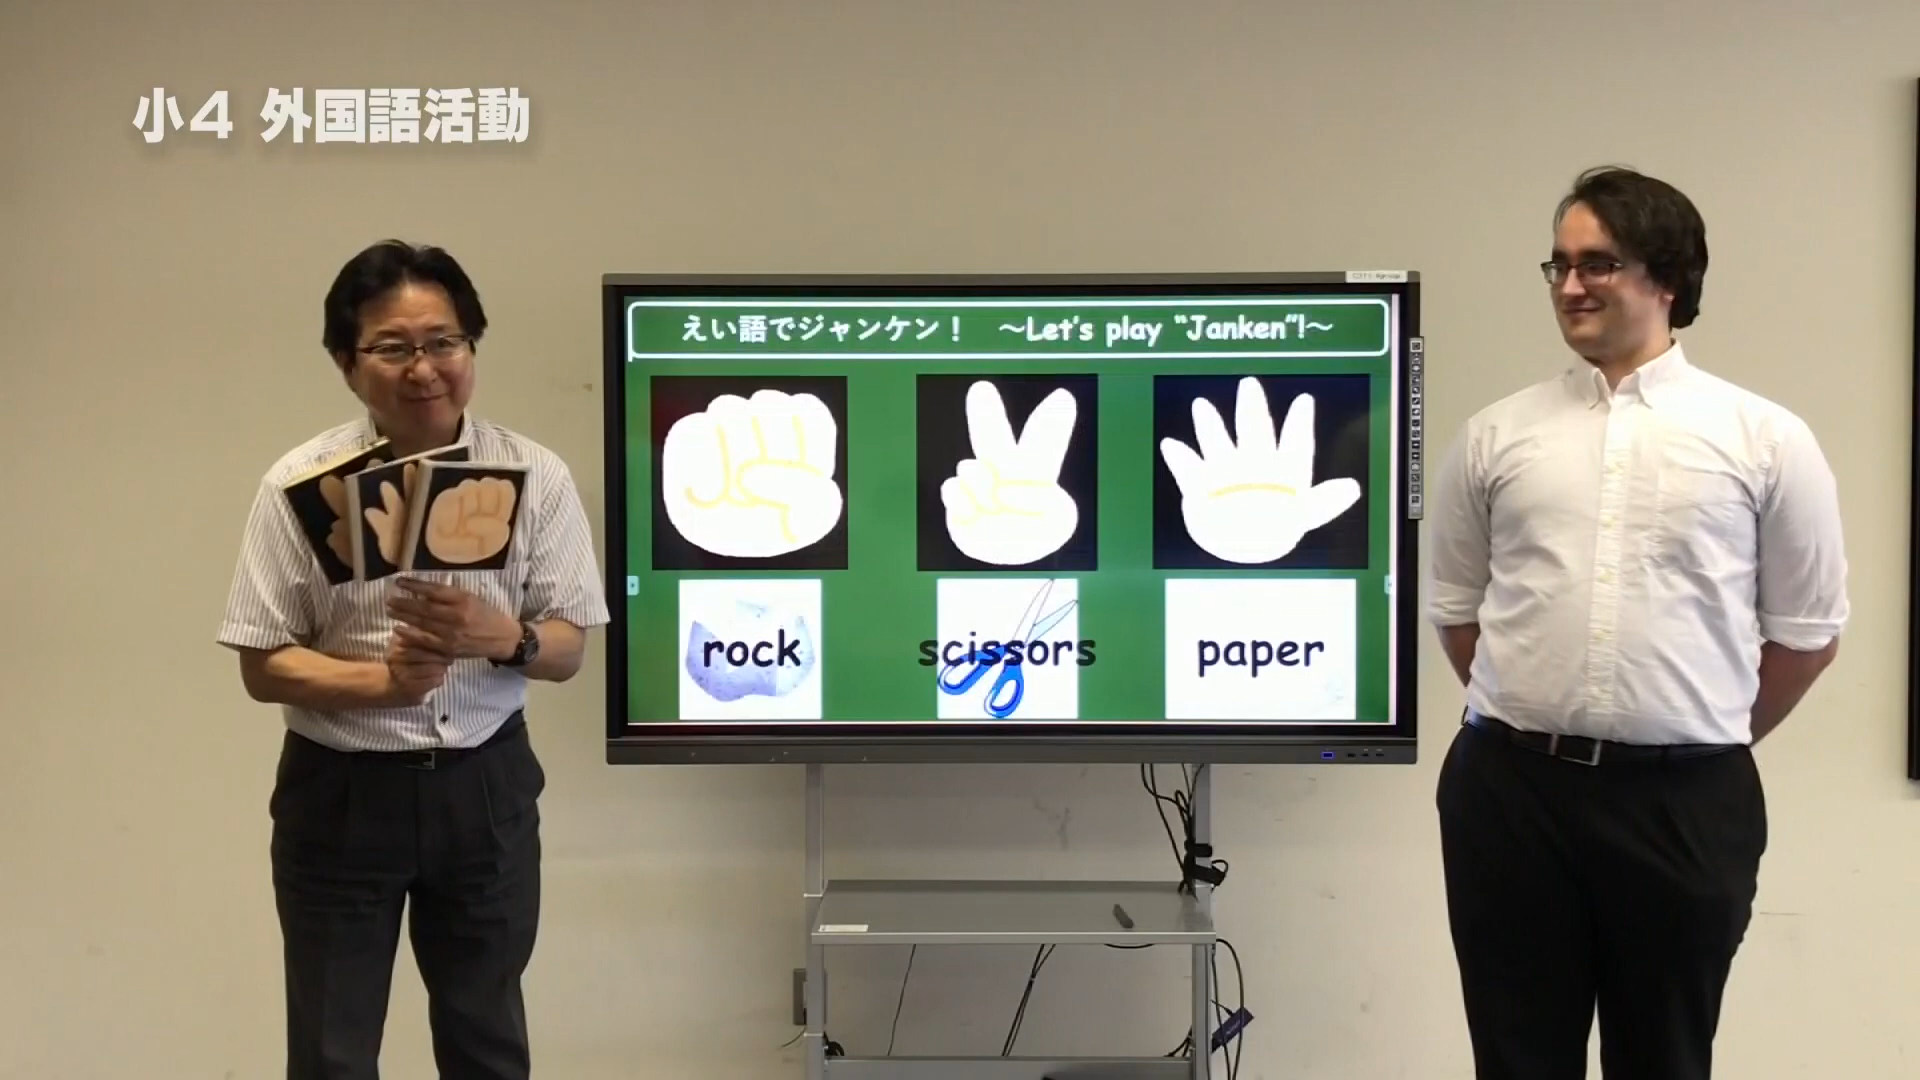 小4 外国語活動
えい語でジャンケン！ ～Let's play "Janken"!～
rock
scissors
paper